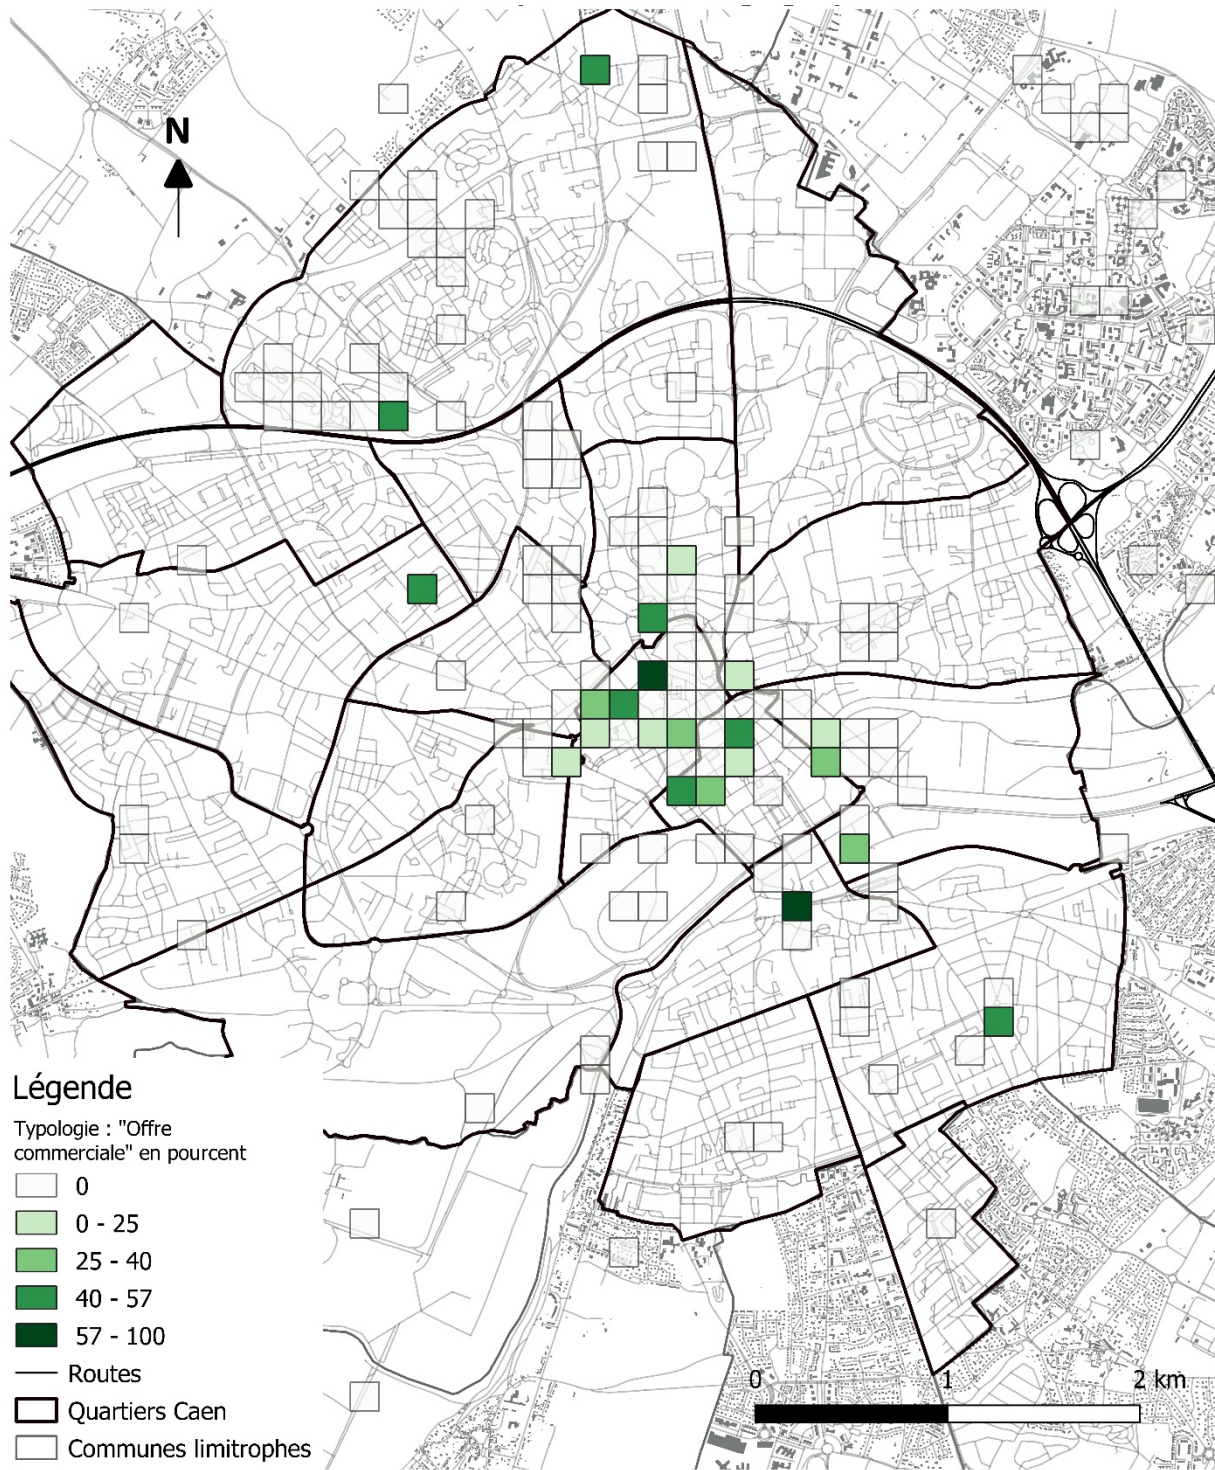 N
Légende
Typologie : "Offre
commerciale" en pourcent
0
0 - 25
25 - 40
40 - 57
57 - 100
Routes
Quartiers Caen
Communes limitrophes
0 1 2 km